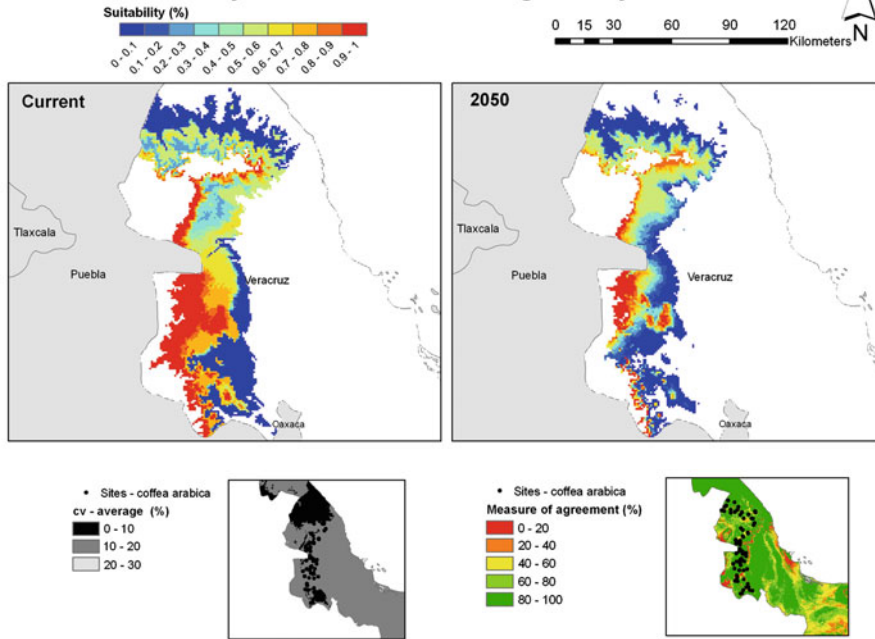 Suitability (%)
0 - 0.1
0.1 - 0.2
0.2 - 0.3
0.3 - 0.4
0.4 - 0.5
0.5 - 0.6
0.6 - 0.7
0.7 - 0.8
0.8 - 0.9
0.9 - 1
0 15 30 60 90 120
Kilometers
N
Current
Tlaxcala
Puebla
Veracruz
Oaxaca
2050
Tlaxcala
Puebla
Veracruz
Oaxaca
Sites - coffea arabica
cv - average (%)
0 - 10
10 - 20
20 - 30
Sites - coffea arabica
Measure of agreement (%)
0 - 20
20 - 40
40 - 60
60 - 80
80 - 100